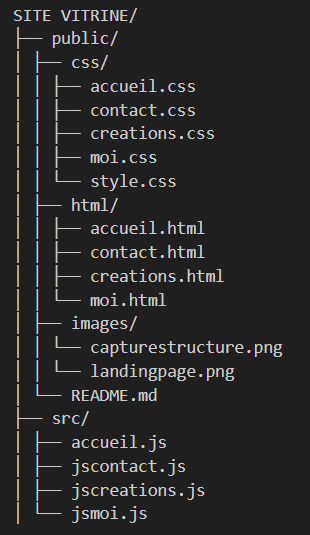 SITE VITRINE/
├── public/
│ ├── css/
│ │ ├── accueil.css
│ │ ├── contact.css
│ │ ├── creations.css
│ │ ├── moi.css
│ │ └── style.css
│ ├── html/
│ │ ├── accueil.html
│ │ ├── contact.html
│ │ ├── creations.html
│ │ └── moi.html
│ ├── images/
│ │ └── capturestructure.png
│ │ └── landingpage.png
│ └── README.md
├── src/
│ ├── accueil.js
│ ├── jscontact.js
│ ├── jscreations.js
│ └── jsmoi.js